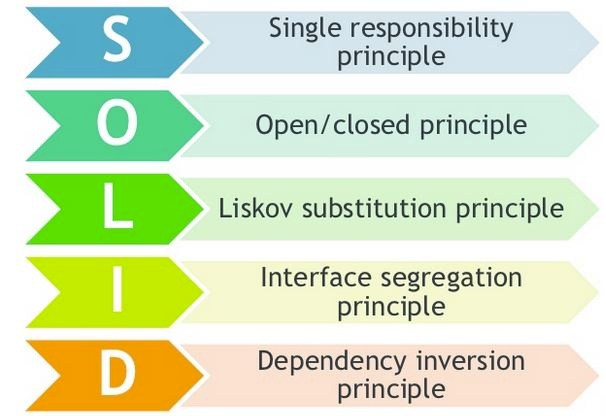 S
Single responsibility
principle
O
Open/closed principle
L
Liskov substitution principle
I
Interface segregation
principle
D
Dependency inversion
principle